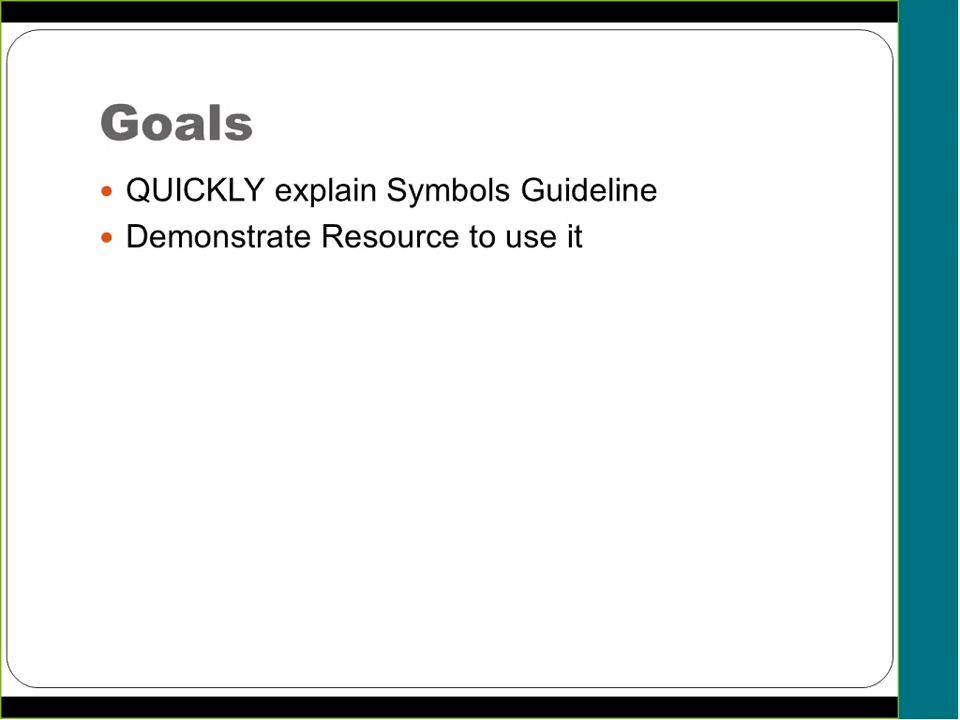 Goals
QUICKLY explain Symbols Guideline
Demonstrate Resource to use it